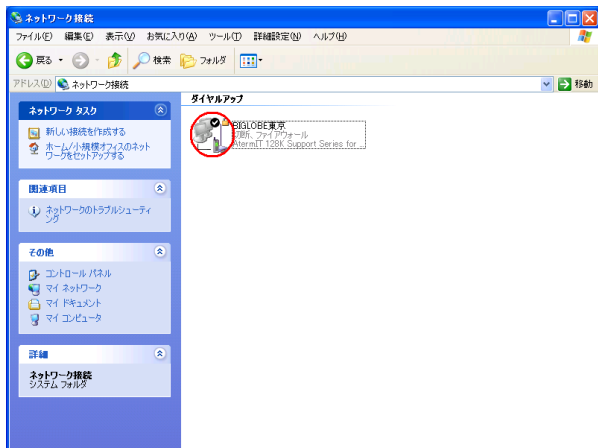 ネットワーク接続
ファイル(F) 編集(E) 表示(V) お気に入り(A) ツール(T) 詳細設定(N) ヘルプ(H)
戻る 検索 フォルダ
アドレス(D) ネットワーク接続 移動
ネットワーク タスク
新しい接続を作成する
ホーム/小規模オフィスのネット
ワークをセットアップする
関連項目
ネットワークのトラブルシューティ
ング
その他
コントロール パネル
マイ ネットワーク
マイ ドキュメント
マイ コンピュータ
詳細
ネットワーク接続
システム フォルダ
ダイヤルアップ
BIGLOBE東京
切断、ファイアウォール
AtermIT 128K Support Series for ...